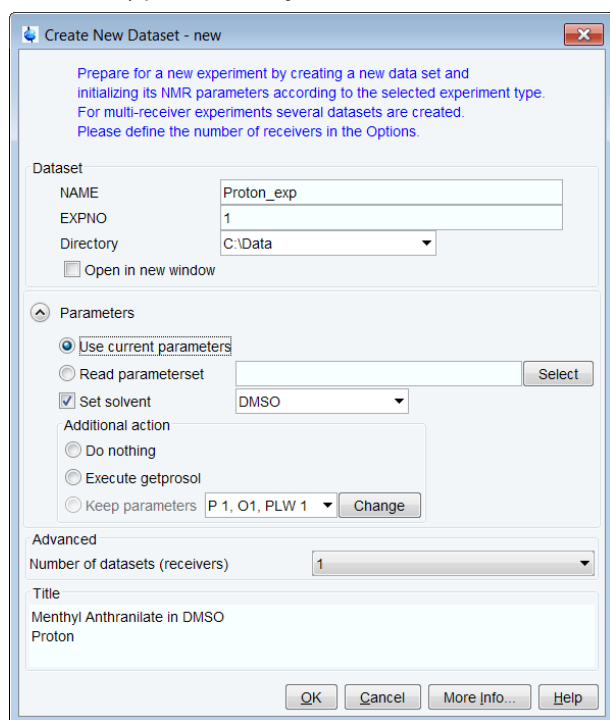 Create New Dataset - new
Prepare for a new experiment by creating a new data set and
initializing its NMR parameters according to the selected experiment type.
For multi-receiver experiments several datasets are created.
Please define the number of receivers in the Options.
Dataset
NAME Proton_exp
EXPNO 1
Directory C:\Data
Open in new window
Parameters
Use current parameters
Read parameterset Select
Set solvent DMSO
Additional action
Do nothing
Execute getprosol
Keep parameters P 1, O1, PLW 1 Change
Advanced
Number of datasets (receivers) 1
Title
Menthyl Anthranilate in DMSO
Proton
OK Cancel More Info... Help